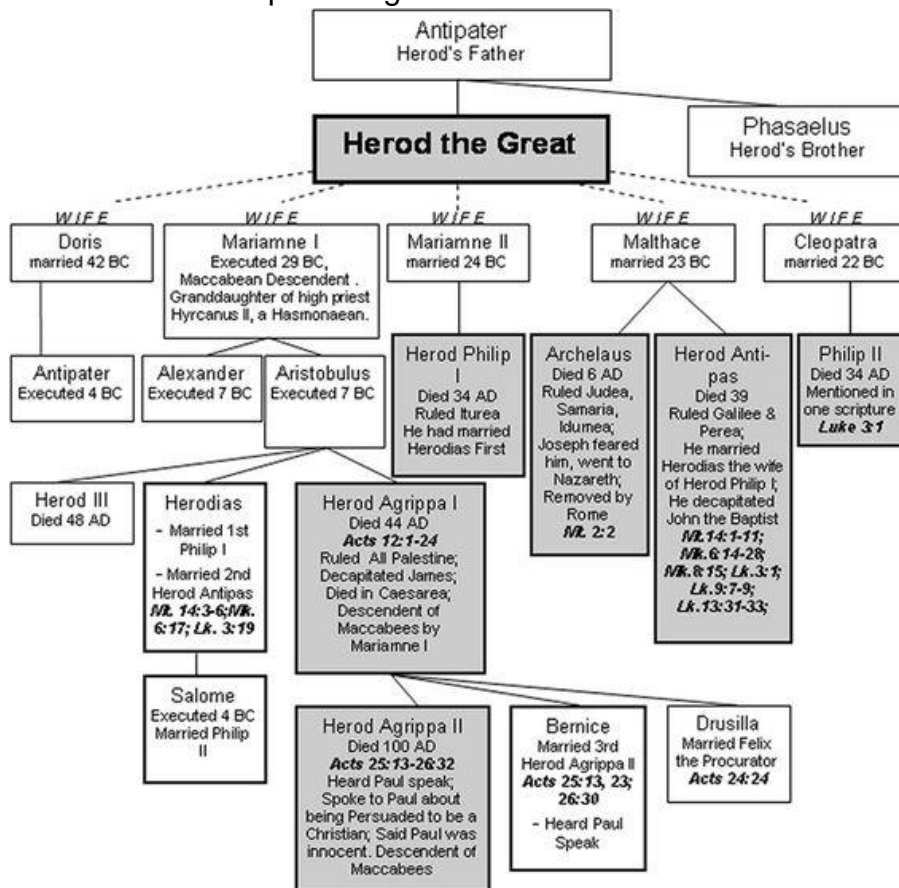 Antipater
Herod's Father
Herod the Great
Phasaelus
Herod's Brother
WIFE
Doris
married 42 BC
WIFE
Mariamne I
Executed 29 BC,
Maccabean Descendent .
Granddaughter of high priest
Hyrcanus II, a Hasmonaean.
WIFE
Mariamne II
married 24 BC
WIFE
Malthace
married 23 BC
WIFE
Cleopatra
married 22 BC
Antipater
Executed 4 BC
Alexander
Executed 7 BC
Aristobulus
Executed 7 BC
Herod Philip
I
Died 34 AD
Ruled Iturea
He had married
Herodias First
Archelaus
Died 6 AD
Ruled Judea,
Samaria,
Idumea;
Joseph feared
him, went to
Nazareth;
Removed by
Rome
Mt. 2:2
Herod Anti-
pas
Died 39
Ruled Galilee &
Perea;
He married
Herodias the wife
of Herod Philip I;
He decapitated
John the Baptist
Mt.14:1-11;
Mk.6:14-28;
Mk.8:15; Lk.3:1;
Lk.9:7-9;
Lk.13:31-33;
Philip II
Died 34 AD
Mentioned in
one scripture
Luke 3:1
Herod III
Died 48 AD
Herodias
- Married 1st
Philip I
- Married 2nd
Herod Antipas
Mt. 14:3-6;Mk.
6:17; Lk. 3:19
Herod Agrippa I
Died 44 AD
Acts 12:1-24
Ruled All Palestine;
Decapitated James;
Died in Caesarea;
Descendent of
Maccabees by
Mariamne I
Salome
Executed 4 BC
Married Philip
II
Herod Agrippa II
Died 100 AD
Acts 25:13-26:32
Heard Paul speak;
Spoke to Paul about
being Persuaded to be a
Christian; Said Paul was
innocent. Descendent of
Maccabees
Bernice
Married 3rd
Herod Agrippa II
Acts 25:13, 23;
26:30
- Heard Paul
Speak
Drusilla
Married Felix
the Procurator
Acts 24:24